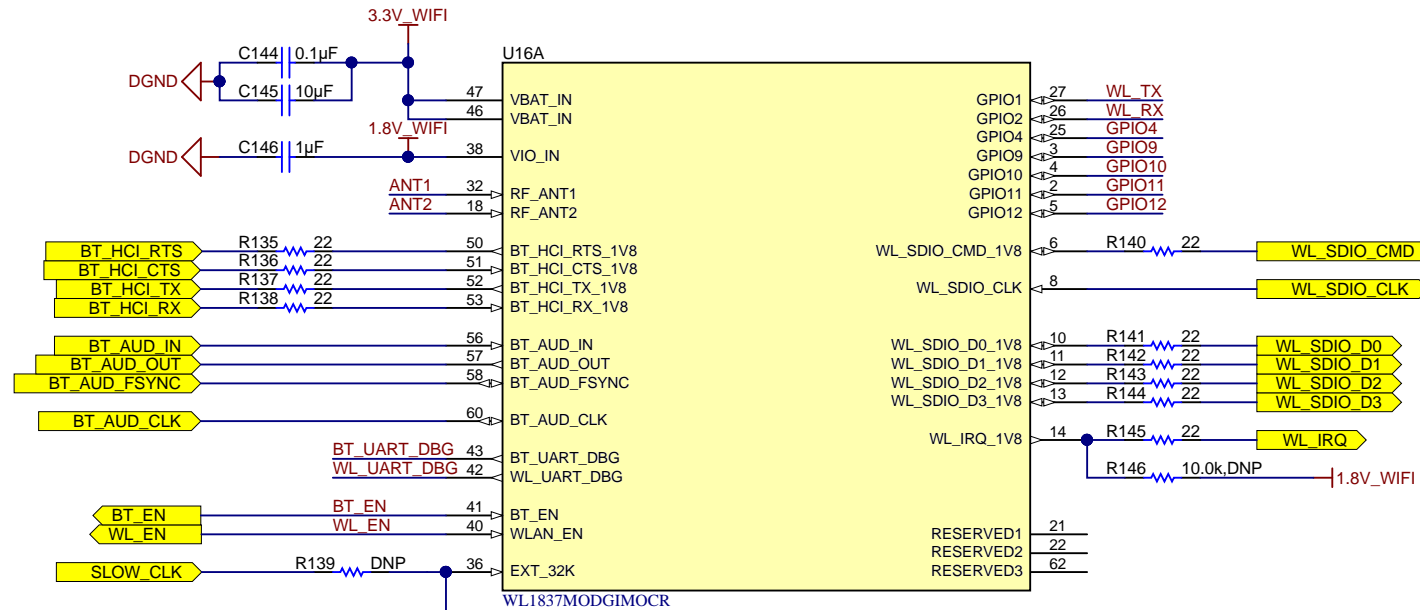 3.3V_WIFI
U16A
C144 0.1µF
DGND
C145 10µF
47 VBAT_IN
46 VBAT_IN
1.8V_WIFI
DGND C146 1µF 38 VIO_IN
ANT1 32 RF_ANT1
ANT2 18 RF_ANT2
BT_HCI_RTS R135 22 50 BT_HCI_RTS_1V8
BT_HCI_CTS R136 22 51 BT_HCI_CTS_1V8
BT_HCI_TX R137 22 52 BT_HCI_TX_1V8
BT_HCI_RX R138 22 53 BT_HCI_RX_1V8
BT_AUD_IN 56 BT_AUD_IN
BT_AUD_OUT 57 BT_AUD_OUT
BT_AUD_FSYNC 58 BT_AUD_FSYNC
BT_AUD_CLK 60 BT_AUD_CLK
BT_UART_DBG 43 BT_UART_DBG
WL_UART_DBG 42 WL_UART_DBG
BT_EN BT_EN 41 BT_EN
WL_EN WL_EN 40 WLAN_EN
SLOW_CLK R139 DNP 36 EXT_32K
GPIO1 27 WL_TX
GPIO2 26 WL_RX
GPIO4 25 GPIO4
GPIO9 3 GPIO9
GPIO10 4 GPIO10
GPIO11 2 GPIO11
GPIO12 5 GPIO12
WL_SDIO_CMD_1V8 6 R140 22 WL_SDIO_CMD
WL_SDIO_CLK 8 WL_SDIO_CLK
WL_SDIO_D0_1V8 10 R141 22 WL_SDIO_D0
WL_SDIO_D1_1V8 11 R142 22 WL_SDIO_D1
WL_SDIO_D2_1V8 12 R143 22 WL_SDIO_D2
WL_SDIO_D3_1V8 13 R144 22 WL_SDIO_D3
WL_IRQ_1V8 14 R145 22 WL_IRQ
R146 10.0k,DNP 1.8V_WIFI
RESERVED1 21
RESERVED2 22
RESERVED3 62
WL1837MODGIMOCR